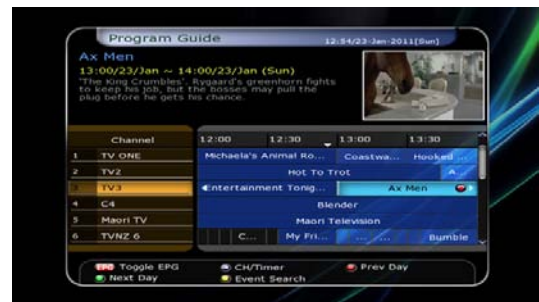 Program Guide 12:54/23-Jan-2011[Sun]
Ax Men
13:00/23/Jan ~ 14:00/23/Jan (Sun)
'The King Crumbles'. Rygaard's greenhorn fights
to keep his job, but the bosses may pull the
plug before he gets his chance.
Channel 12:00 12:30 13:00 13:30
1 TV ONE Michaela's Animal Ro... Coastwa... Hooked ...
2 TV2 Hot To Trot A...
3 TV3 Entertainment Tonig... Ax Men
4 C4 Blender
5 Maori TV Maori Television
6 TVNZ 6 C... My Fri... ... ... Bumble
EPG Toggle EPG CH/Timer Prev Day
Next Day Event Search